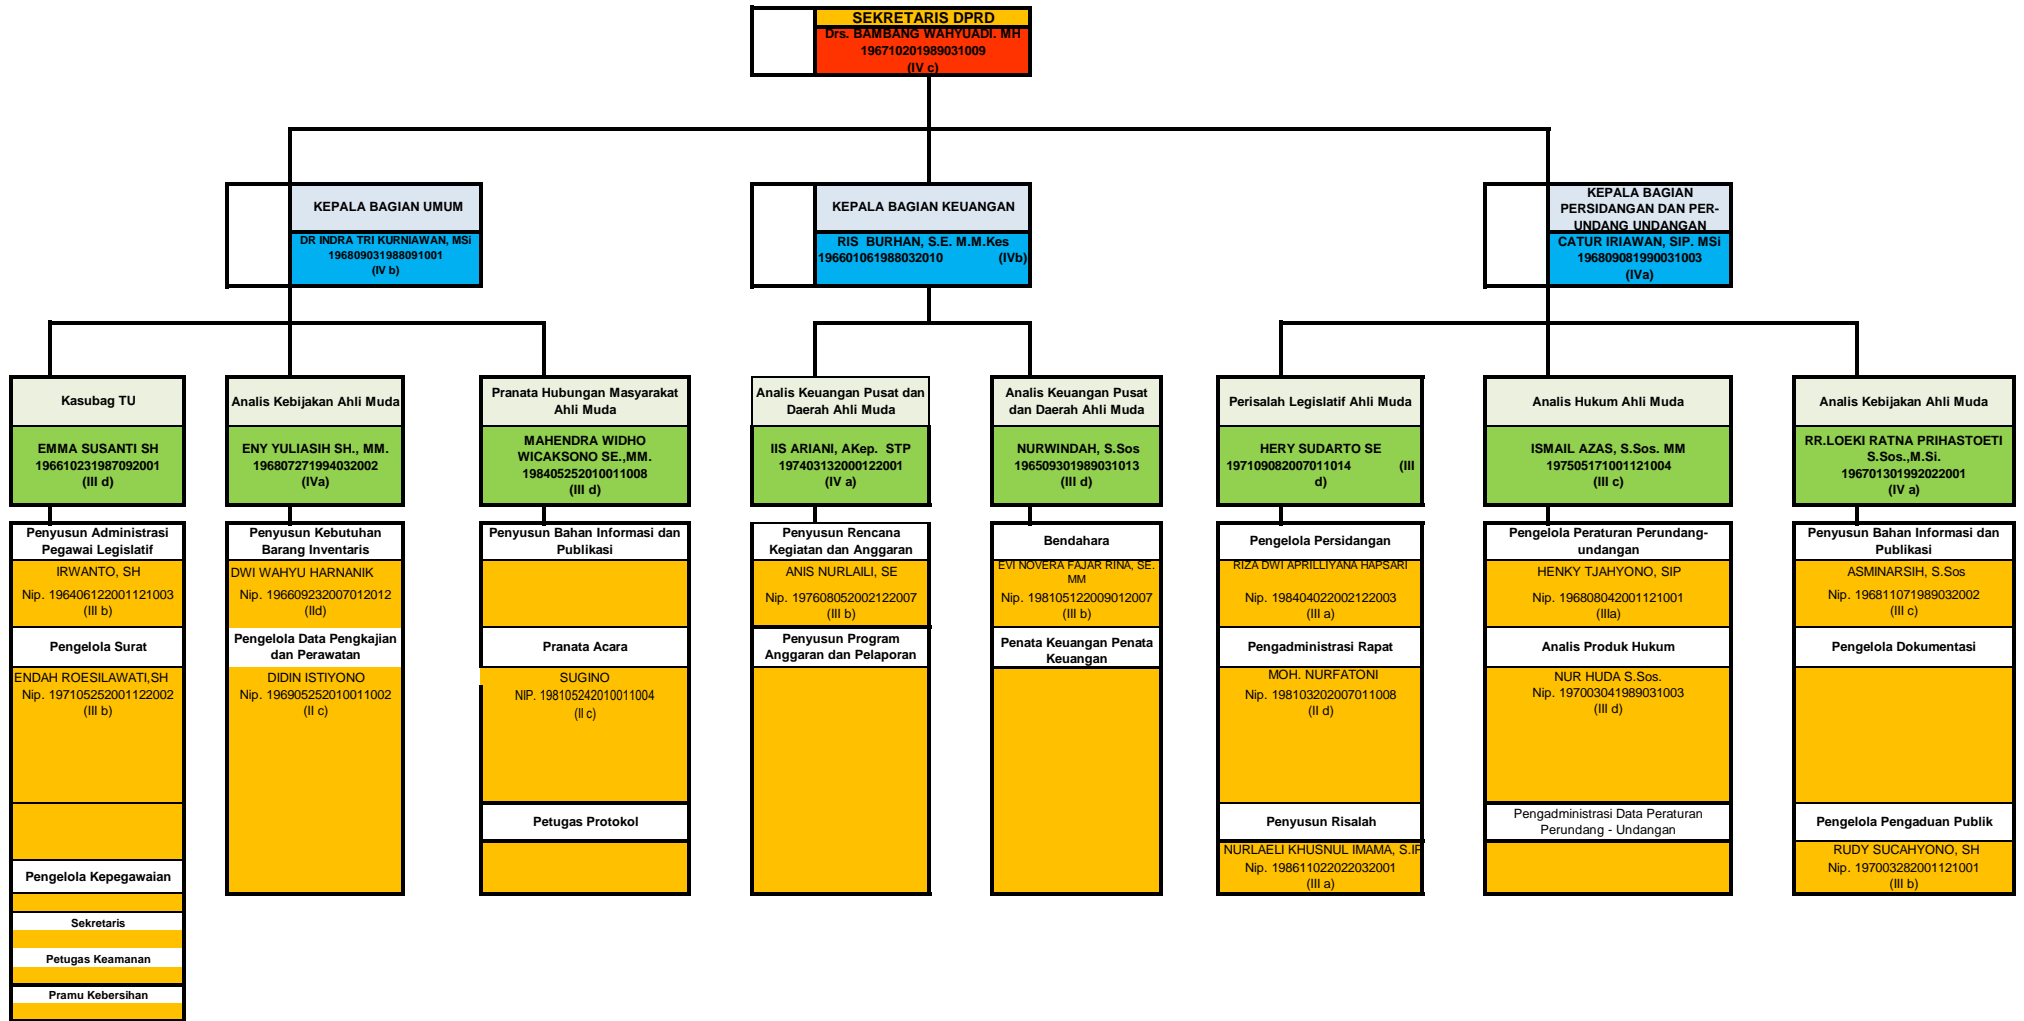 SEKRETARIS DPRD
Drs. BAMBANG WAHYUADI. MH
196710201989031009
(IV c)
KEPALA BAGIAN UMUM
DR INDRA TRI KURNIAWAN, MSi
196809031988091001
(IV b)
KEPALA BAGIAN KEUANGAN
RIS BURHAN, S.E. M.M.Kes
196601061988032010 (IVb)
KEPALA BAGIAN
PERSIDANGAN DAN PER-
UNDANG UNDANGAN
CATUR IRIAWAN, SIP. MSi
196809081990031003
(IVa)
Kasubag TU
EMMA SUSANTI SH
196610231987092001
(III d)
Penyusun Administrasi
Pegawai Legislatif
IRWANTO, SH
Nip. 196406122001121003
(III b)
Pengelola Surat
ENDAH ROESILAWATI,SH
Nip. 197105252001122002
(III b)
Pengelola Kepegawaian
Sekretaris
Petugas Keamanan
Pramu Kebersihan
Analis Kebijakan Ahli Muda
ENY YULIASIH SH., MM.
196807271994032002
(IVa)
Penyusun Kebutuhan
Barang Inventaris
DWI WAHYU HARNANIK
Nip. 196609232007012012
(IId)
Pengelola Data Pengkajian
dan Perawatan
DIDIN ISTIYONO
Nip. 196905252010011002
(II c)
Pranata Hubungan Masyarakat
Ahli Muda
MAHENDRA WIDHO
WICAKSONO SE.,MM.
198405252010011008
(III d)
Penyusun Bahan Informasi dan
Publikasi
Pranata Acara
SUGINO
NIP. 198105242010011004
(II c)
Petugas Protokol
Analis Keuangan Pusat dan
Daerah Ahli Muda
IIS ARIANI, AKep. STP
197403132000122001
(IV a)
Penyusun Rencana
Kegiatan dan Anggaran
ANIS NURLAILI, SE
Nip. 197608052002122007
(III b)
Penyusun Program
Anggaran dan Pelaporan
Analis Keuangan Pusat
dan Daerah Ahli Muda
NURWINDAH, S.Sos
196509301989031013
(III d)
Bendahara
EVI NOVERA FAJAR RINA, SE.
MM
Nip. 198105122009012007
(III b)
Penata Keuangan Penata
Keuangan
Perisalah Legislatif Ahli Muda
HERY SUDARTO SE
197109082007011014 (III
d)
Pengelola Persidangan
RIZA DWI APRILLIYANA HAPSARI
Nip. 198404022002122003
(III a)
Pengadministrasi Rapat
MOH. NURFATONI
Nip. 198103202007011008
(II d)
Penyusun Risalah
NURLAELI KHUSNUL IMAMA, S.IP
Nip. 198611022022032001
(III a)
Analis Hukum Ahli Muda
ISMAIL AZAS, S.Sos. MM
197505171001121004
(III c)
Pengelola Peraturan Perundang-
undangan
HENKY TJAHYONO, SIP
Nip. 196808042001121001
(IIIa)
Analis Produk Hukum
NUR HUDA S.Sos.
Nip. 197003041989031003
(III d)
Pengadministrasi Data Peraturan
Perundang - Undangan
Analis Kebijakan Ahli Muda
RR.LOEKI RATNA PRIHASTOETI
S.Sos.,M.Si.
196701301992022001
(IV a)
Penyusun Bahan Informasi dan
Publikasi
ASMINARSIH, S.Sos
Nip. 196811071989032002
(III c)
Pengelola Dokumentasi
Pengelola Pengaduan Publik
RUDY SUCAHYONO, SH
Nip. 197003282001121001
(III b)